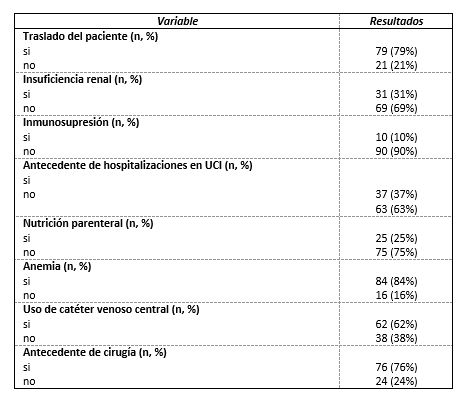 Variable Resultados
Traslado del paciente (n, %)
si 79 (79%)
no 21 (21%)
Insuficiencia renal (n, %)
si 31 (31%)
no 69 (69%)
Inmunosupresión (n, %)
si 10 (10%)
no 90 (90%)
Antecedente de hospitalizaciones en UCI (n, %)
si
no 37 (37%)
63 (63%)
Nutrición parenteral (n, %)
si 25 (25%)
no 75 (75%)
Anemia (n, %)
si 84 (84%)
no 16 (16%)
Uso de catéter venoso central (n, %)
si 62 (62%)
no 38 (38%)
Antecedente de cirugía (n, %)
si 76 (76%)
no 24 (24%)